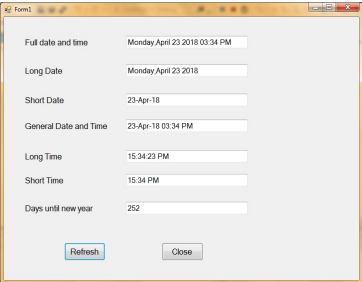 Form1
Full date and time Monday,April 23 2018 03:34 PM
Long Date Monday,April 23 2018
Short Date 23-Apr-18
General Date and Time 23-Apr-18 03:34 PM
Long Time 15:34:23 PM
Short Time 15:34 PM
Days until new year 252
Refresh Close